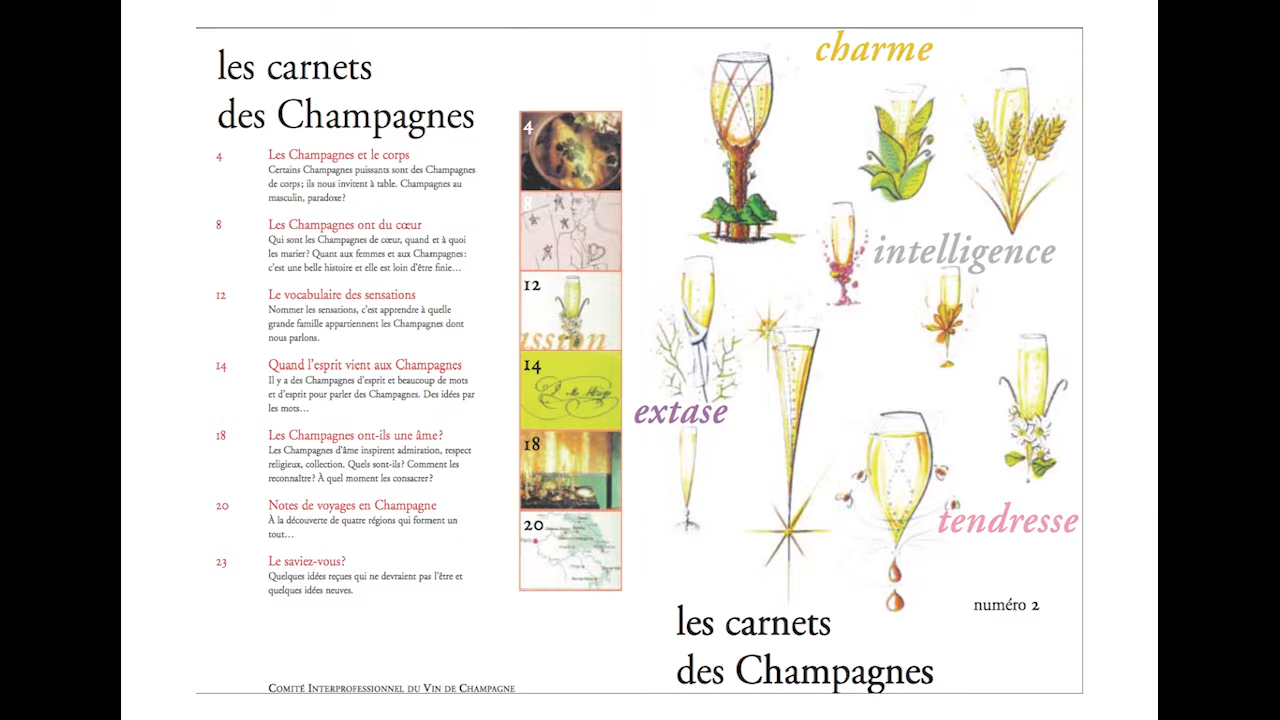 les carnets
des Champagnes
4 Les Champagnes et le corps
Certains Champagnes puissants sont des Champagnes
de corps; ils nous invitent à table. Champagnes au
masculin, paradoxe?
8 Les Champagnes ont du cœur
Qui sont les Champagnes de cœur, quand et à quoi
les marier? Quant aux femmes et aux Champagnes:
c'est une belle histoire et elle est loin d'être finie…
12 Le vocabulaire des sensations
Nommer les sensations, c'est apprendre à quelle
grande famille appartiennent les Champagnes dont
nous parlons.
14 Quand l'esprit vient aux Champagnes
Il y a des Champagnes d'esprit et beaucoup de mots
et d'esprit pour parler des Champagnes. Des idées par
les mots…
18 Les Champagnes ont-ils une âme?
Les Champagnes d'âme inspirent admiration, respect
religieux, collection. Quels sont-ils? Comment les
reconnaître? À quel moment les consacrer?
20 Notes de voyages en Champagne
À la découverte de quatre régions qui forment un
tout…
23 Le saviez-vous?
Quelques idées reçues qui ne devraient pas l'être et
quelques idées neuves.
COMITÉ INTERPROFESSIONNEL DU VIN DE CHAMPAGNE
4
8
12
assion
14
18
20
charme
intelligence
extase
tendresse
numéro 2
les carnets
des Champagnes